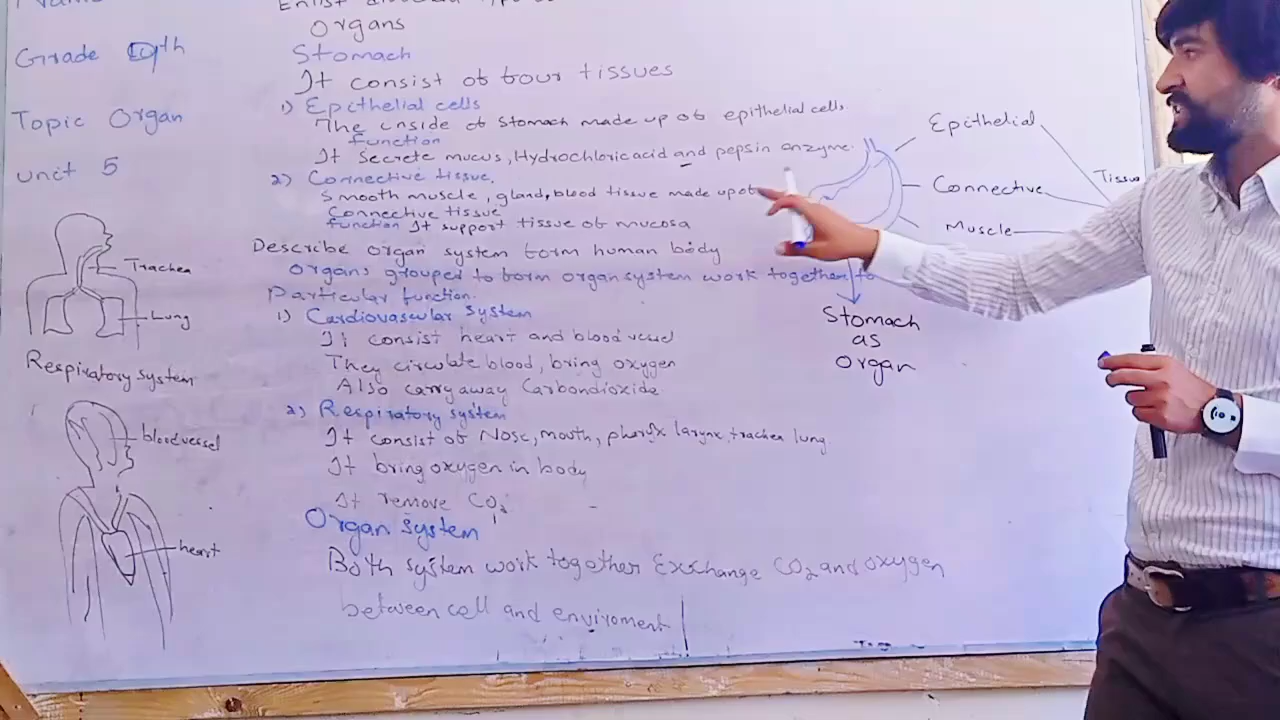 Name
Grade 10th
Topic Organ
unit 5
Trachea
Lung
Respiratory system
bloodvessel
heart
Enlist
Organs
Stomach
It consist of four tissues
1) Epithelial cells
The inside of stomach made up of epithelial cells
function
It secrete mucus, Hydrochloric acid and pepsin enzyme.
2) Connective tissue.
Smooth muscle, gland, blood tissue made up of
Connective tissue
function It support tissue of mucosa
Describe organ system form human body
Organs grouped to form organ system work together to
Particular function.
1) Cardiovascular system
It consist heart and blood vessel
They circulate blood, bring oxygen
Also carry away Carbondioxide
2) Respiratory system
It consist of Nose, mouth, larynx, trachea lung
It bring oxygen in body
It remove CO2
Organ system
Both system work together Exchange CO2 and oxygen
between cell and enviroment
Epithelial
Connective
Muscle
Tissue
Stomach
as
organ